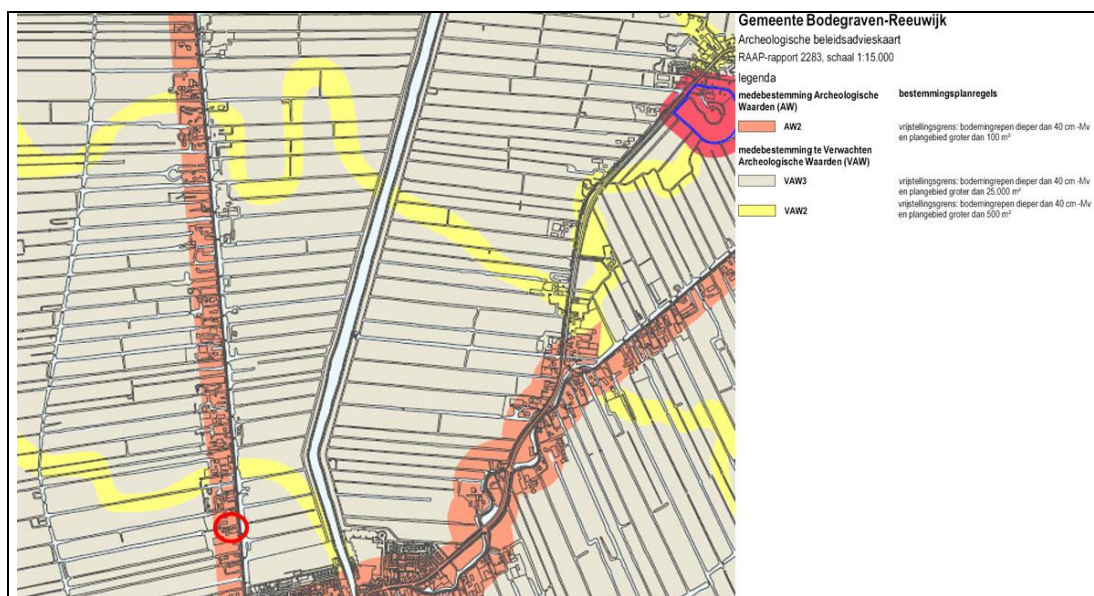 Gemeente Bodegraven-Reeuwijk
Archeologische beleidsadvieskaart
RAAP-rapport 2283, schaal 1:15.000
legenda
medebestemming Archeologische
Waarden (AW)
bestemmingsplanregels
AW2
vrijstellingsgrens: bodemingrepen dieper dan 40 cm -Mv
en plangebied groter dan 100 m²
medebestemming te Verwachten
Archeologische Waarden (VAW)
VAW3
vrijstellingsgrens: bodemingrepen dieper dan 40 cm -Mv
en plangebied groter dan 25.000 m²
VAW2
vrijstellingsgrens: bodemingrepen dieper dan 40 cm -Mv
en plangebied groter dan 500 m²